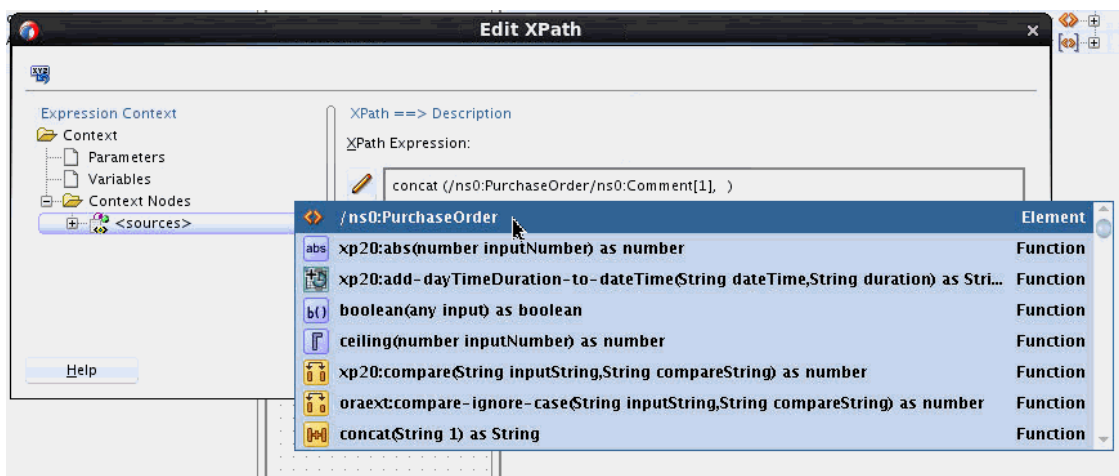 Edit XPath
Expression Context
Context
Parameters
Variables
Context Nodes
<sources>
Help
XPath ==> Description
XPath Expression:
concat (/ns0:PurchaseOrder/ns0:Comment[1],  )
/ns0:PurchaseOrder Element
abs xp20:abs(number inputNumber) as number Function
xp20:add-dayTimeDuration-to-dateTime(String dateTime,String duration) as Stri... Function
b() boolean(any input) as boolean Function
ceiling(number inputNumber) as number Function
xp20:compare(String inputString,String compareString) as number Function
oraext:compare-ignore-case(String inputString,String compareString) as number Function
concat(String 1) as String Function